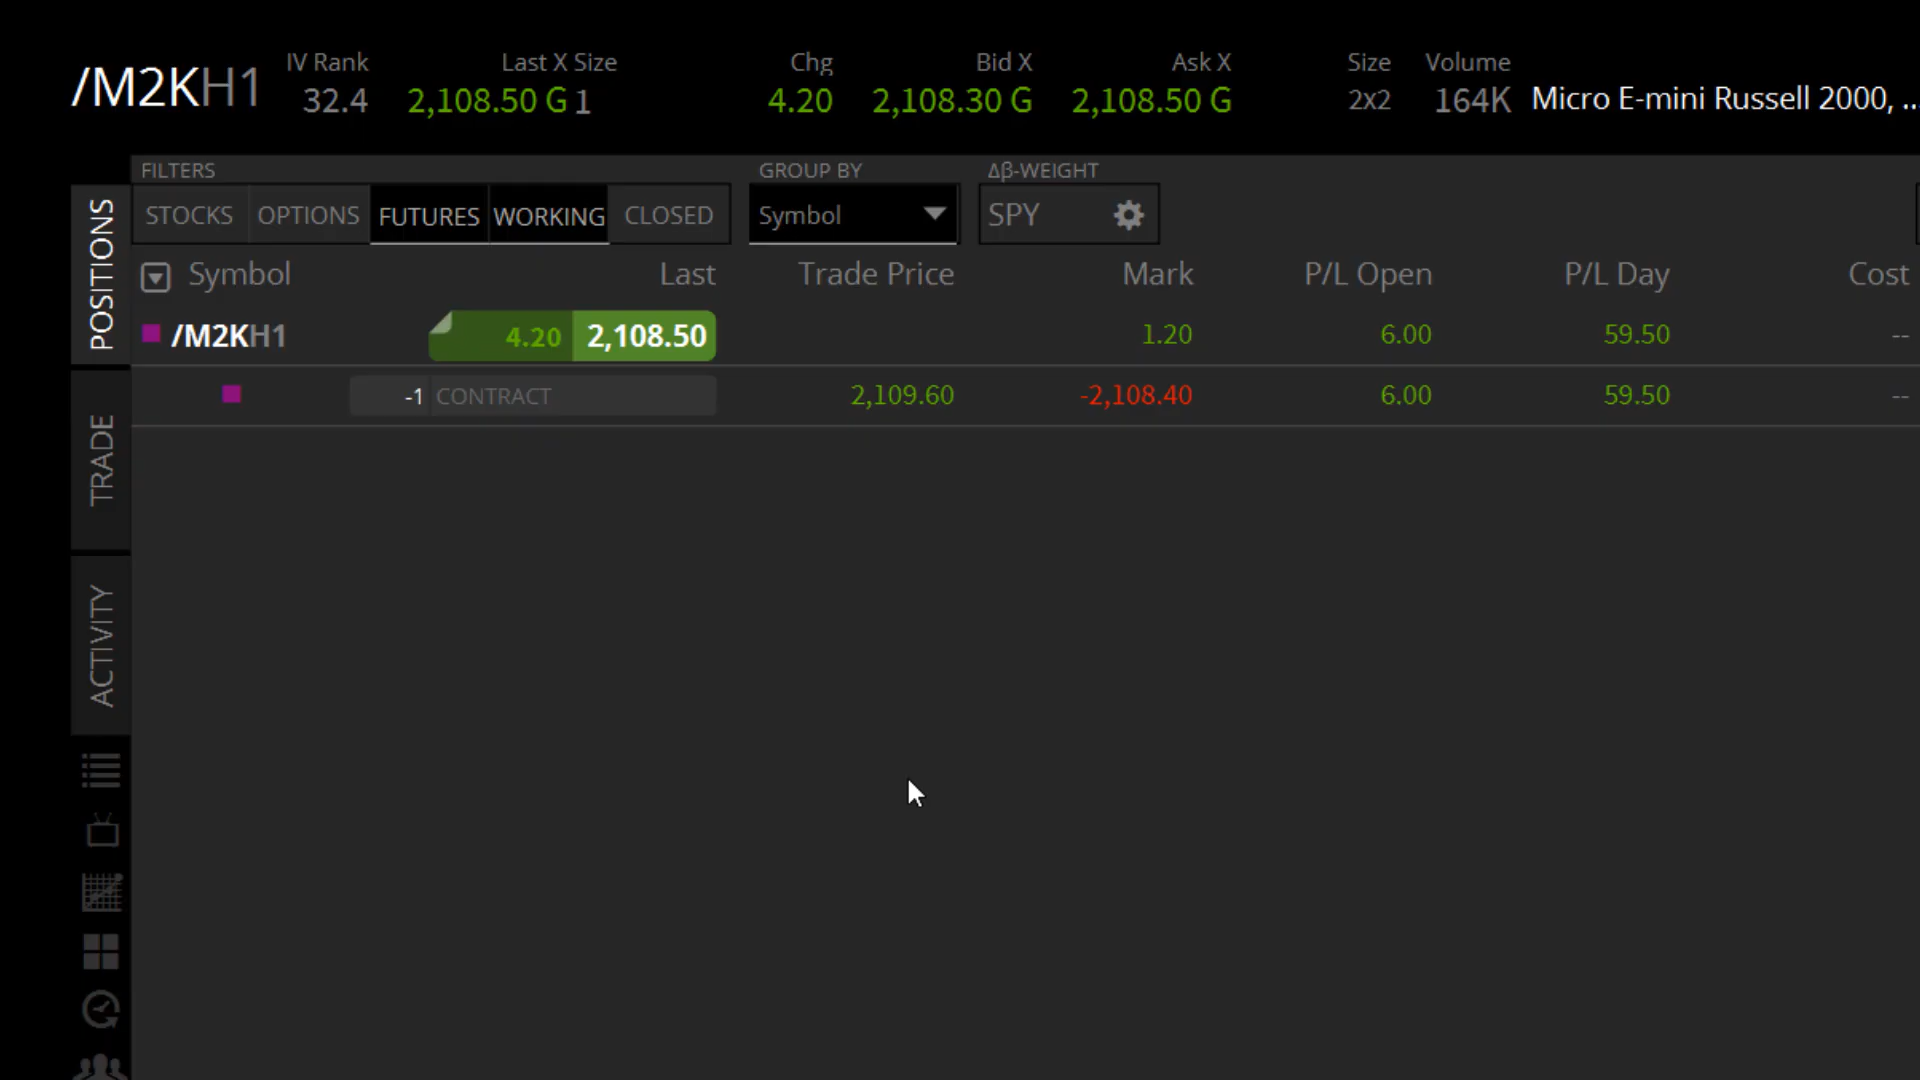 /M2KH1 IV Rank Last X Size Chg Bid X Ask X Size Volume
32.4 2,108.50 G 1 4.20 2,108.30 G 2,108.50 G 2x2 164K Micro E-mini Russell 2000, ...
FILTERS GROUP BY Δβ-WEIGHT
STOCKS OPTIONS FUTURES WORKING CLOSED Symbol SPY
Symbol Last Trade Price Mark P/L Open P/L Day Cost
/M2KH1 4.20 2,108.50 1.20 6.00 59.50 --
-1 CONTRACT 2,109.60 -2,108.40 6.00 59.50 --
POSITIONS
TRADE
ACTIVITY